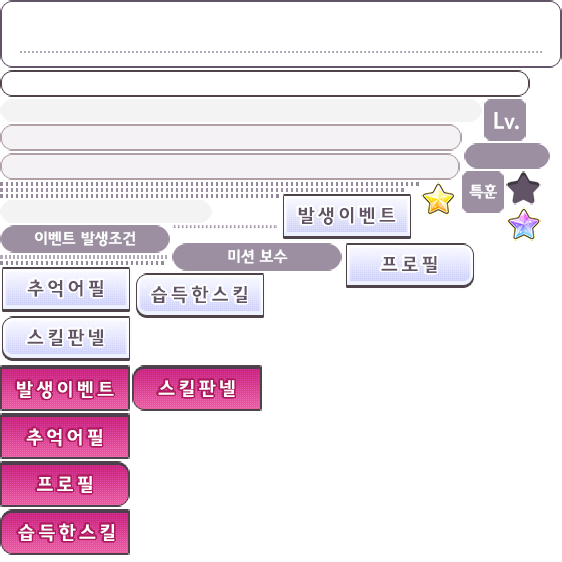 Lv.
특훈
발생이벤트
이벤트 발생조건
미션 보수
프로필
추억어필
습득한스킬
스킬판넬
발생이벤트
스킬판넬
추억어필
프로필
습득한스킬